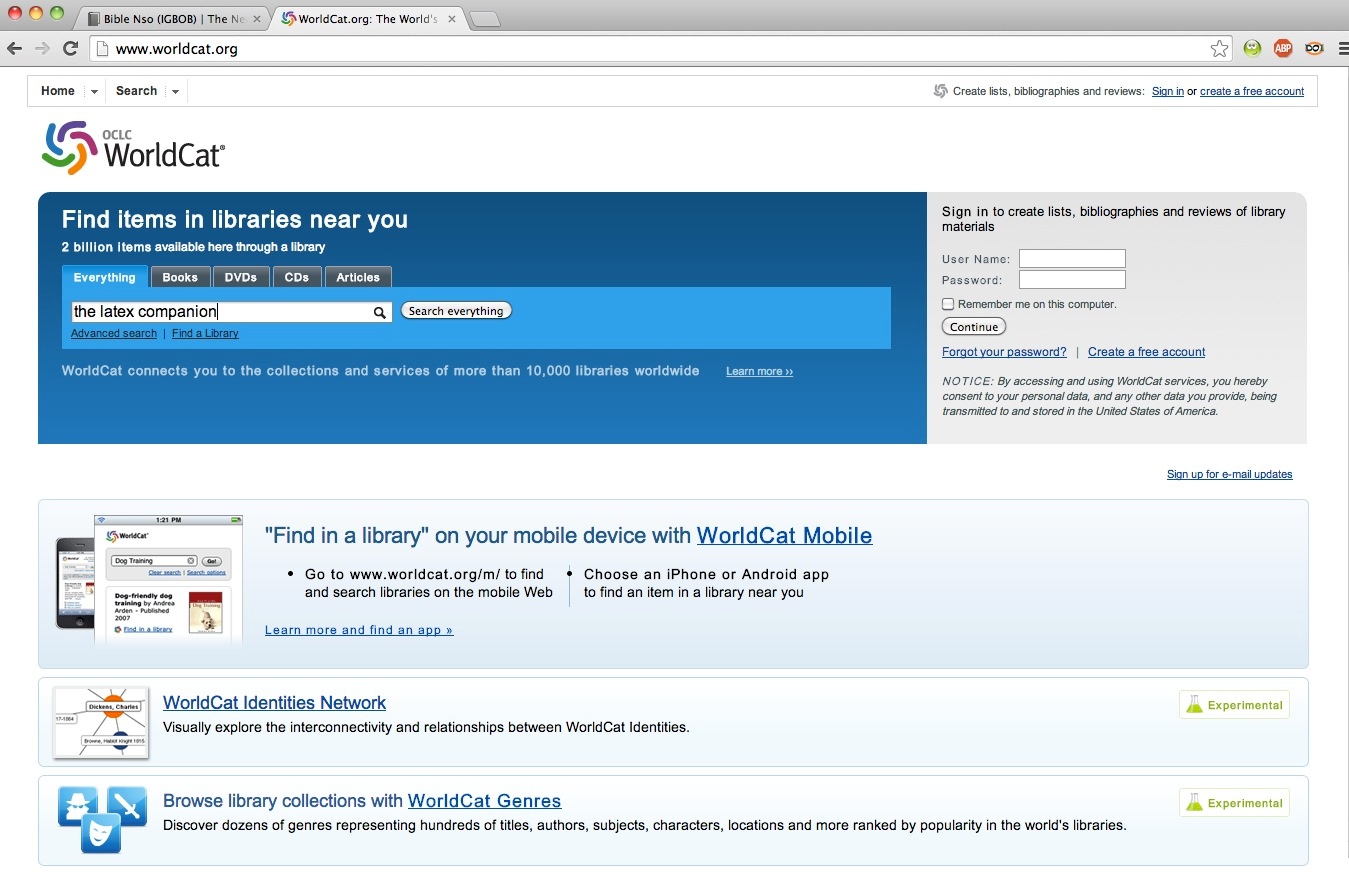 Bible Nso (IGBOB) | The Ne
WorldCat.org: The World's
www.worldcat.org
ABP
DOI
Home
Search
Create lists, bibliographies and reviews: Sign in or create a free account
OCLC
WorldCat®
Find items in libraries near you
2 billion items available here through a library
Everything
Books
DVDs
CDs
Articles
the latex companion
Search everything
Advanced search | Find a Library
WorldCat connects you to the collections and services of more than 10,000 libraries worldwide
Learn more ››
Sign in to create lists, bibliographies and reviews of library
materials
User Name:
Password:
Remember me on this computer.
Continue
Forgot your password? | Create a free account
NOTICE: By accessing and using WorldCat services, you hereby
consent to your personal data, and any other data you provide, being
transmitted to and stored in the United States of America.
Sign up for e-mail updates
1:21 PM
WorldCat®
Dog Training
Go!
Clear search | Search options
Dog-friendly dog
training by Andrea
Arden - Published
2007
Find in a library
Dog Training
"Find in a library" on your mobile device with WorldCat Mobile
• Go to www.worldcat.org/m/ to find
and search libraries on the mobile Web
• Choose an iPhone or Android app
to find an item in a library near you
Learn more and find an app »
Dickens, Charles
17-1864
Browne, Hablot Knight 1815
WorldCat Identities Network
Visually explore the interconnectivity and relationships between WorldCat Identities.
Experimental
Browse library collections with WorldCat Genres
Discover dozens of genres representing hundreds of titles, authors, subjects, characters, locations and more ranked by popularity in the world's libraries.
Experimental